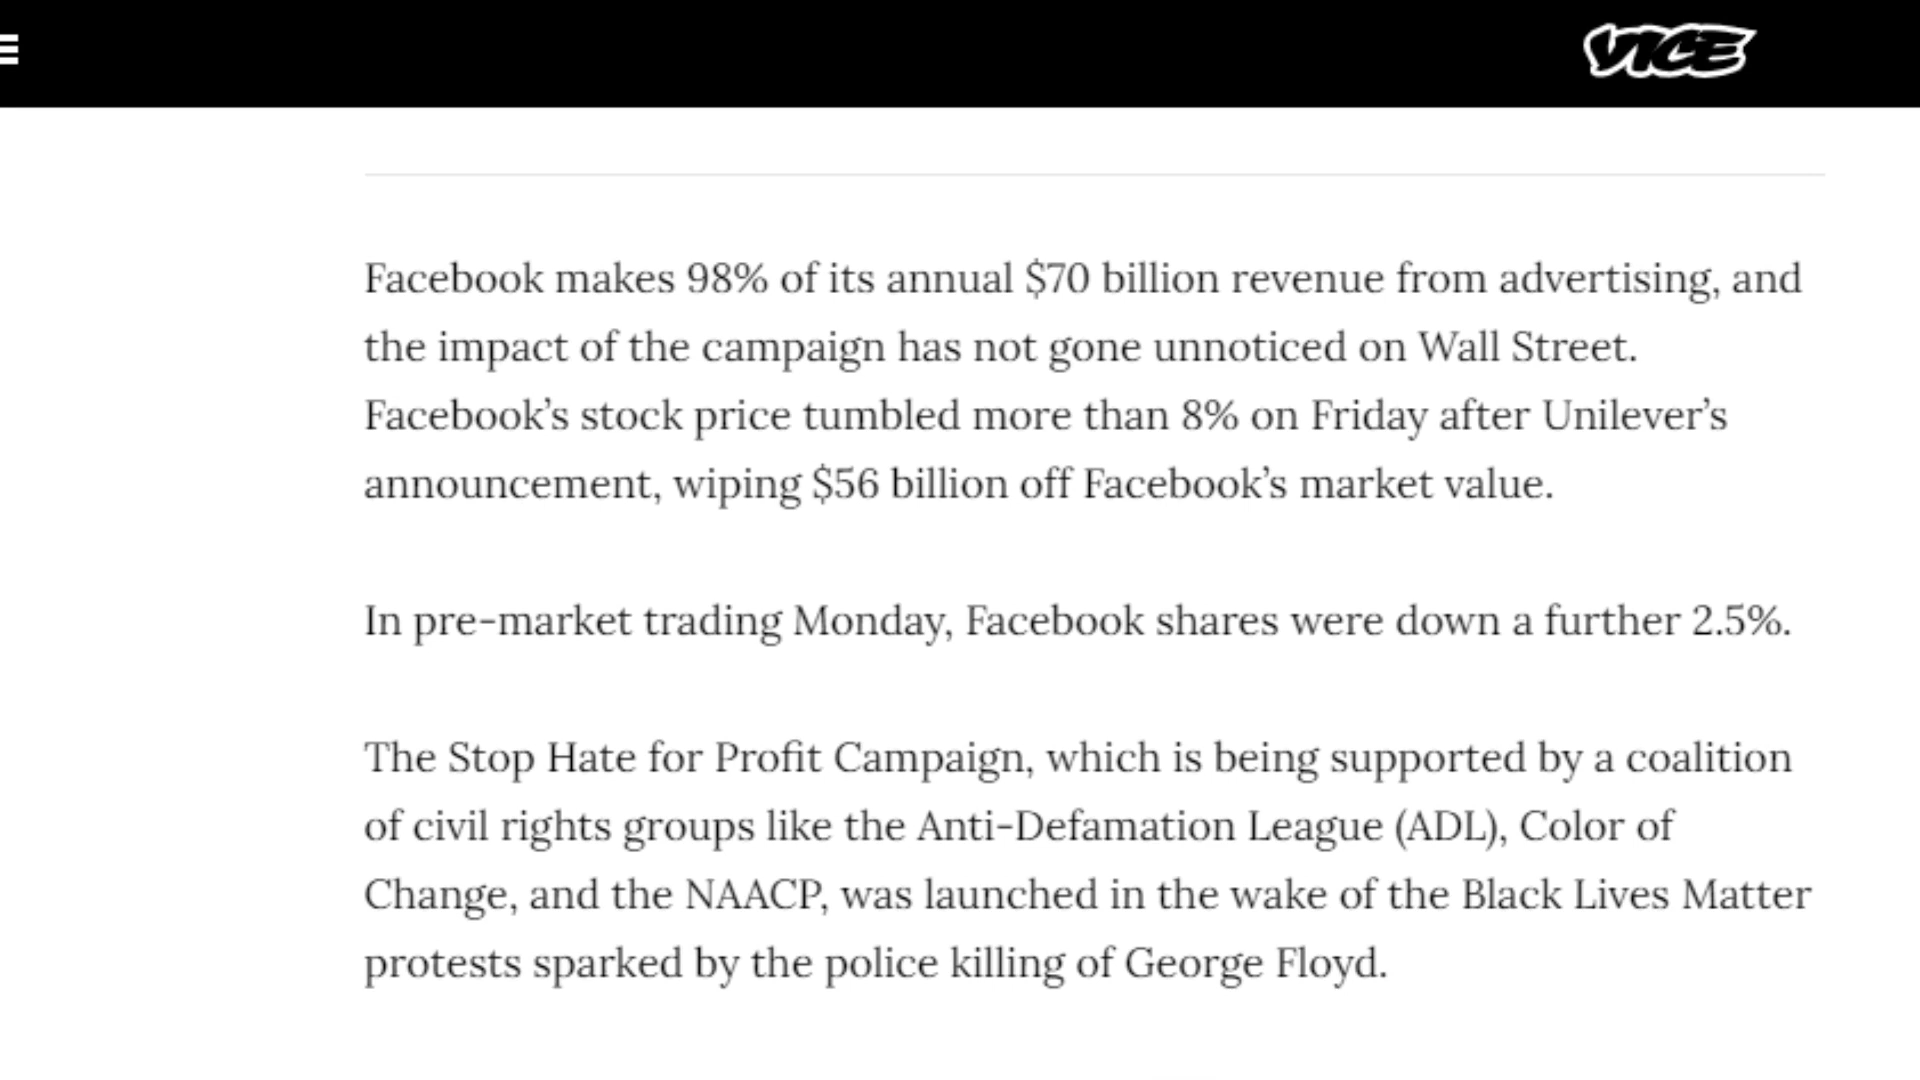 VICE
Facebook makes 98% of its annual $70 billion revenue from advertising, and
the impact of the campaign has not gone unnoticed on Wall Street.
Facebook’s stock price tumbled more than 8% on Friday after Unilever’s
announcement, wiping $56 billion off Facebook’s market value.
In pre-market trading Monday, Facebook shares were down a further 2.5%.
The Stop Hate for Profit Campaign, which is being supported by a coalition
of civil rights groups like the Anti-Defamation League (ADL), Color of
Change, and the NAACP, was launched in the wake of the Black Lives Matter
protests sparked by the police killing of George Floyd.